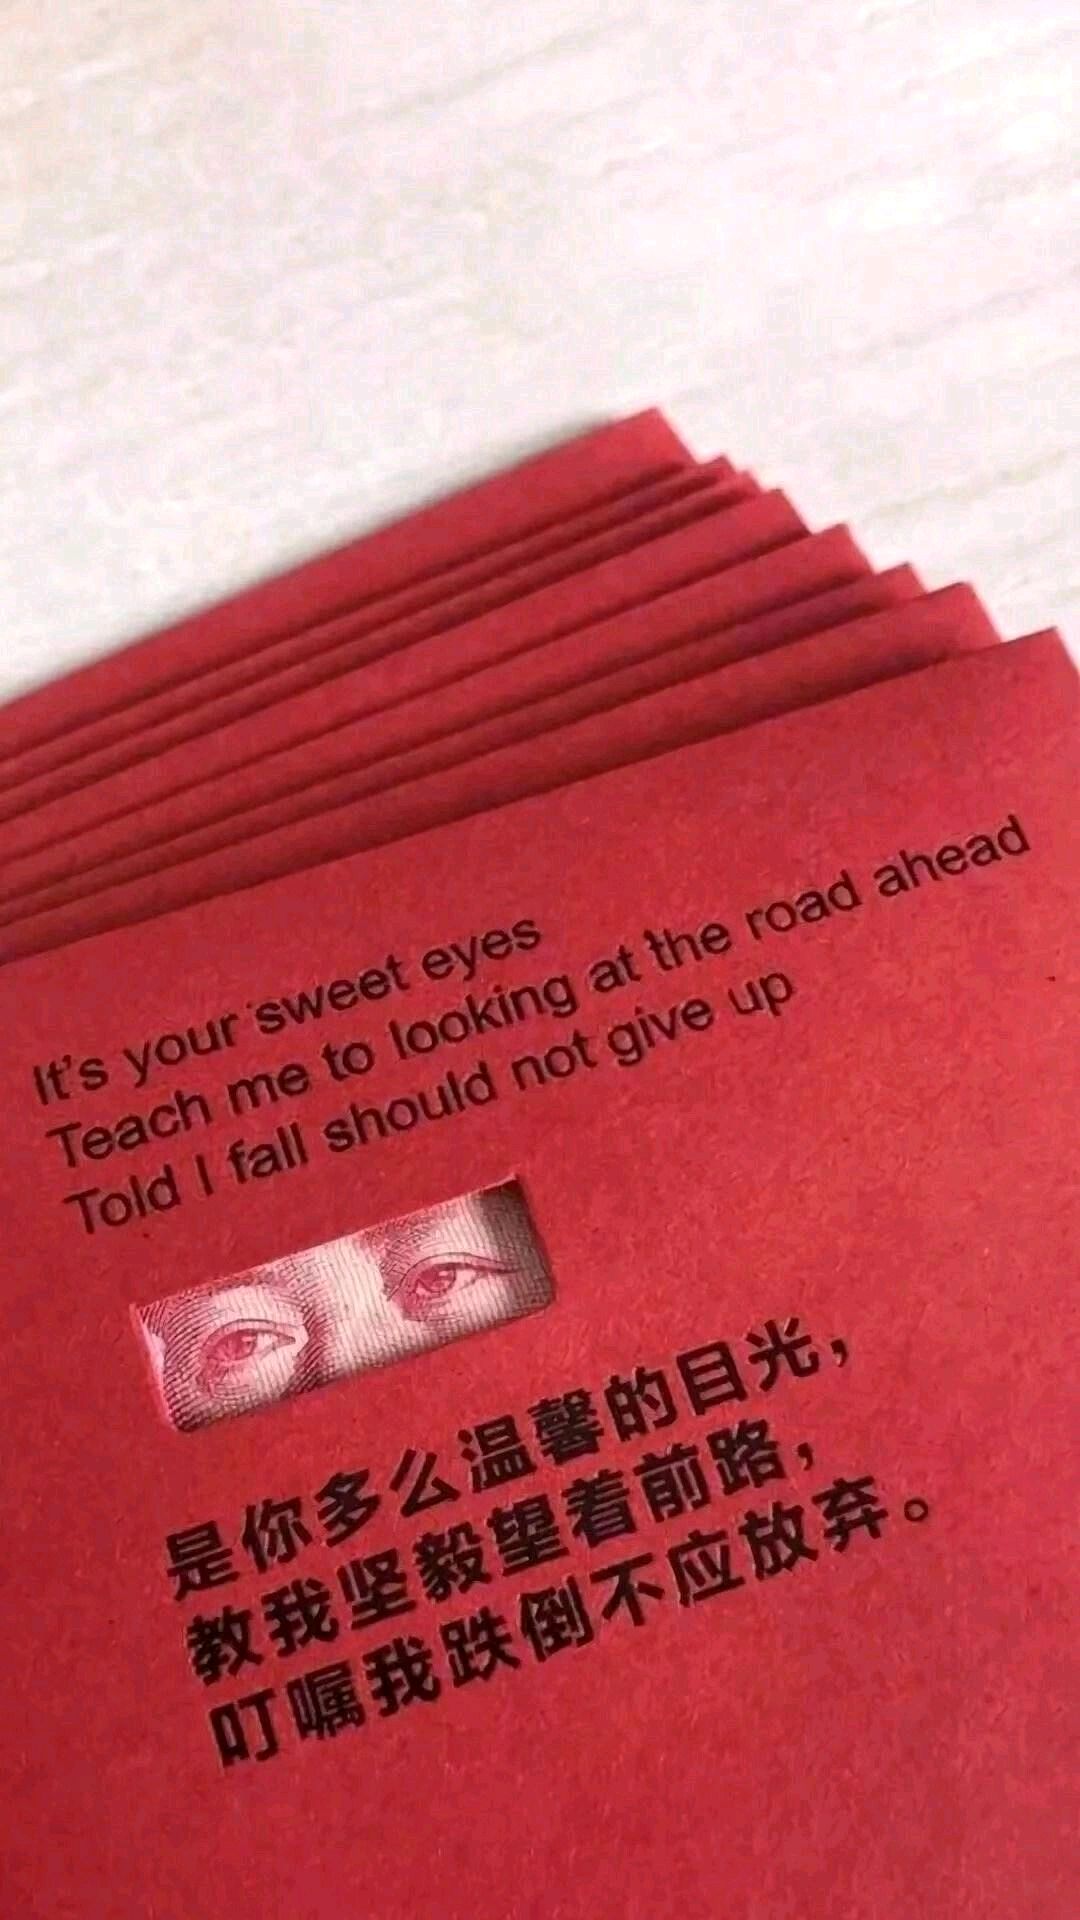 It's your sweet eyes
Teach me to looking at the road ahead
Told I fall should not give up
是你多么温馨的目光，
教我坚毅望着前路，
叮嘱我跌倒不应放弃。